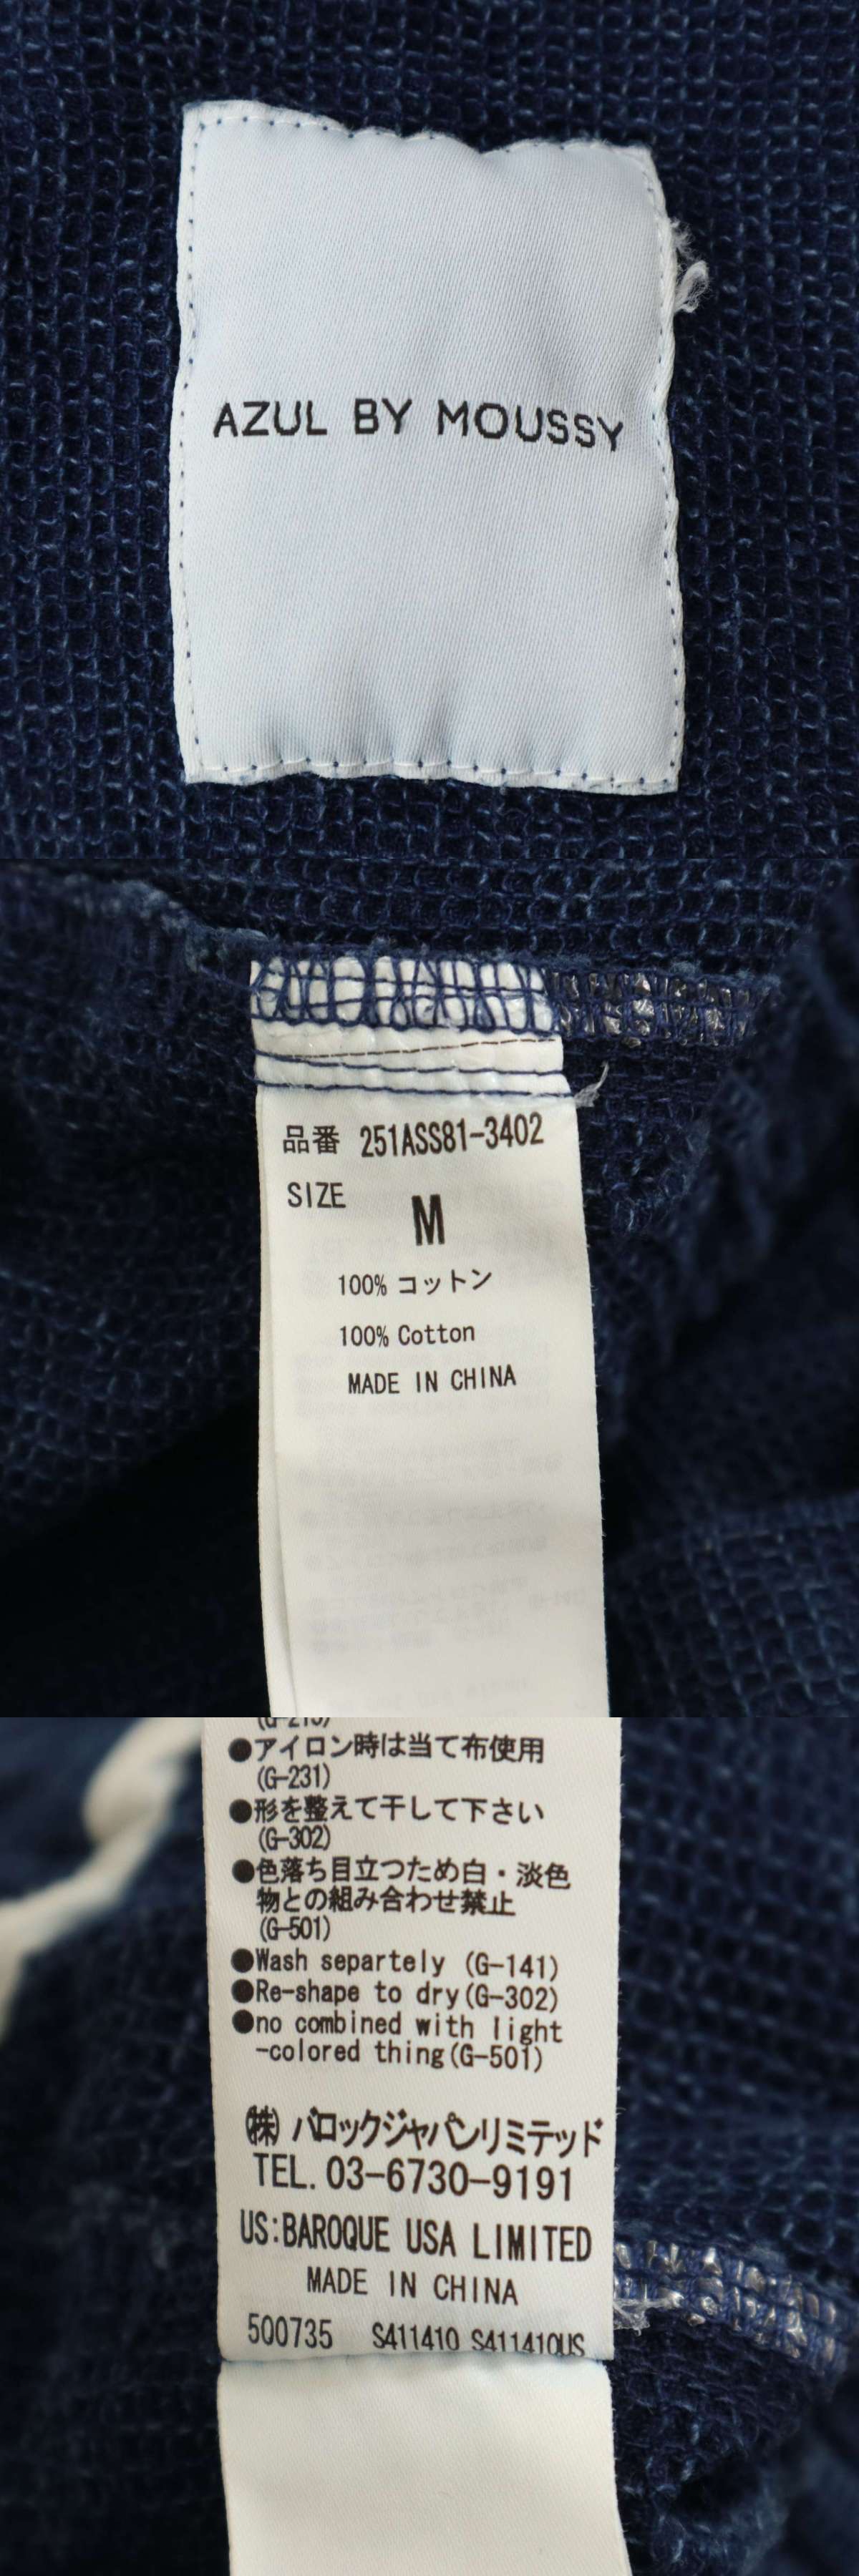 AZUL BY MOUSSY
品番 251ASS81-3402
SIZE
M
100% コットン
100% Cotton
MADE IN CHINA
●アイロン時は当て布使用
(G-231)
●形を整えて干して下さい
(G-302)
●色落ち目立つため白・淡色
物との組み合わせ禁止
(G-501)
●Wash separtely (G-141)
●Re-shape to dry(G-302)
●no combined with light
-colored thing(G-501)
㈱ バロックジャパンリミテッド
TEL. 03-6730-9191
US:BAROQUE USA LIMITED
MADE IN CHINA
500735 S411410 S411410US